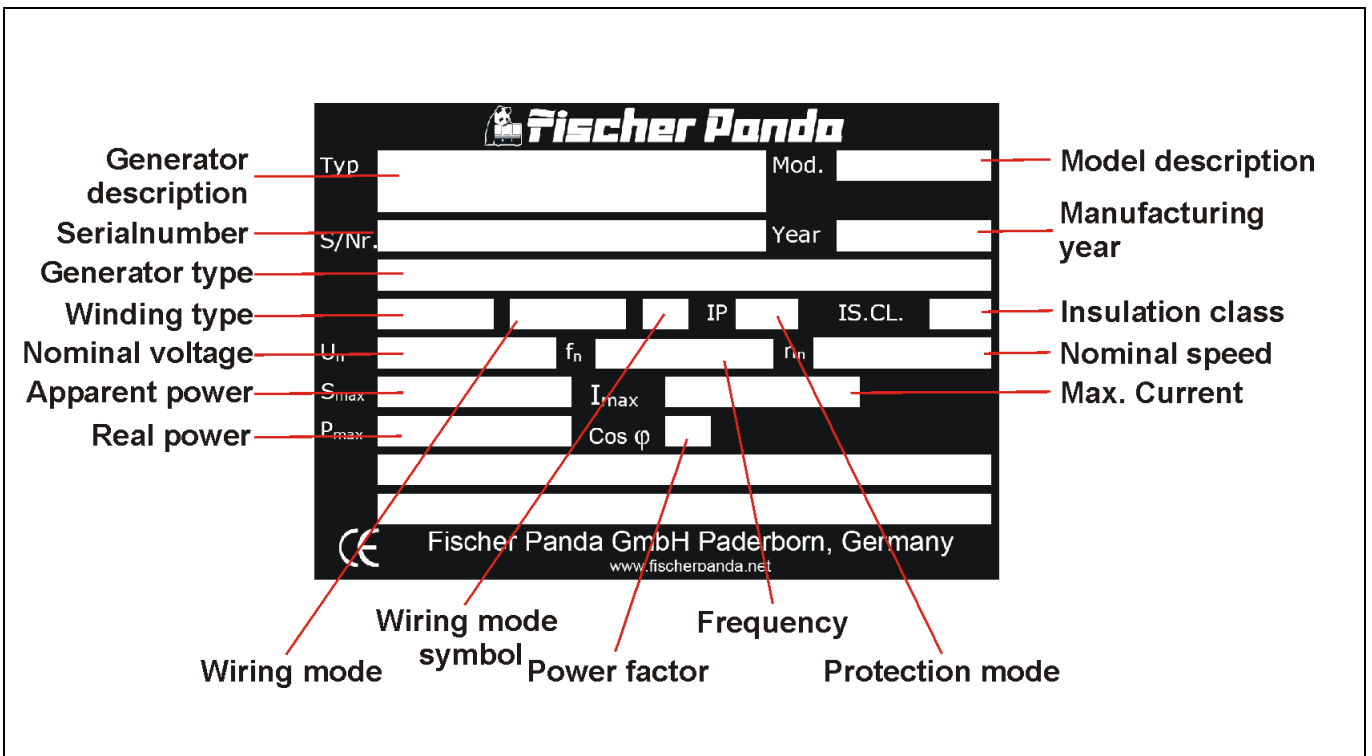 Fischer Panda
Generator description
Typ
Mod.
Model description
Serialnumber
S/Nr.
Year
Manufacturing year
Generator type
Winding type
IP
IS.CL.
Insulation class
Nominal voltage
Un
fn
nn
Nominal speed
Apparent power
Smax
Imax
Max. Current
Real power
Pmax
Cos φ
CE
Fischer Panda GmbH Paderborn, Germany
www.fischerpanda.net
Wiring mode
Wiring mode symbol
Power factor
Frequency
Protection mode